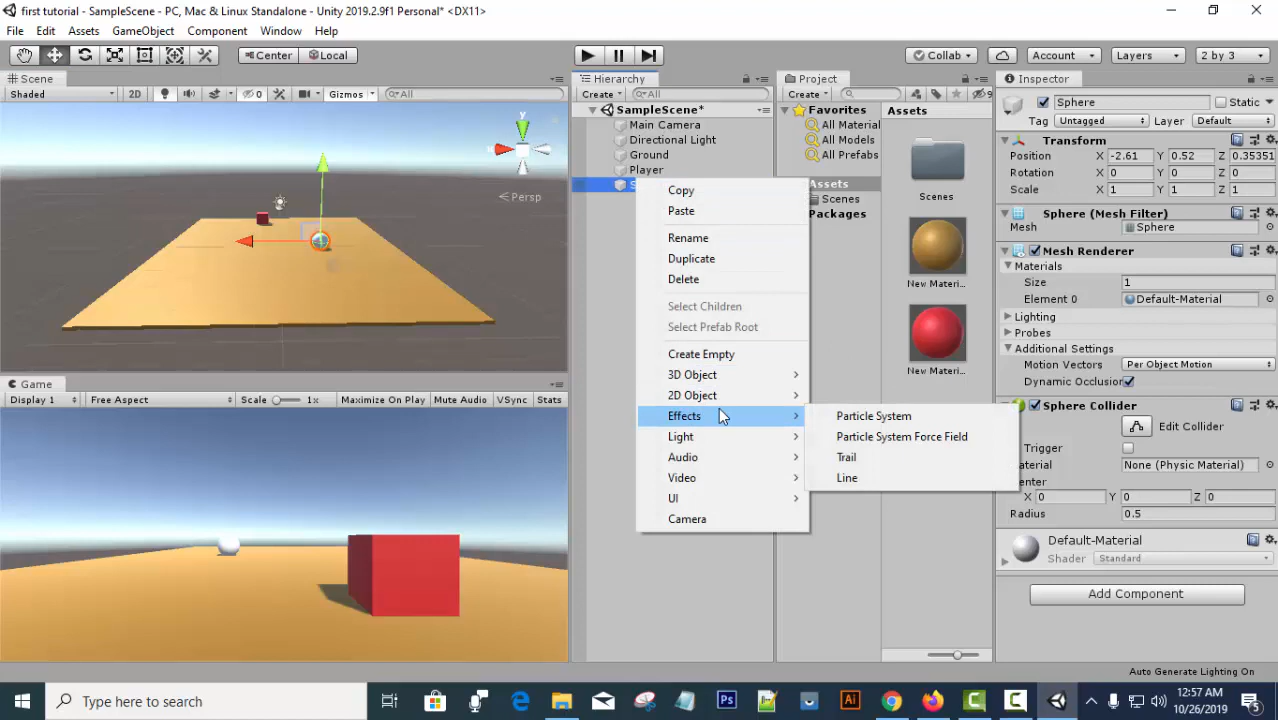 first tutorial - SampleScene - PC, Mac & Linux Standalone - Unity 2019.2.9f1 Personal* <DX11>
File Edit Assets GameObject Component Window Help
Center Local Collab Account Layers 2 by 3
Scene
Shaded 2D 0 Gizmos All
y
x
Persp
Game
Display 1 Free Aspect Scale 1x Maximize On Play Mute Audio VSync Stats
Hierarchy
Create All
SampleScene*
Main Camera
Directional Light
Ground
Player
S
Copy
Paste
Rename
Duplicate
Delete
Select Children
Select Prefab Root
Create Empty
3D Object
2D Object
Effects
Light
Audio
Video
UI
Camera
Particle System
Particle System Force Field
Trail
Line
Project
Create 9
Favorites
All Material
All Models
All Prefabs
Assets
Scenes
Packages
Assets
Scenes
New Materi...
New Materi...
Inspector
Sphere Static
Tag Untagged Layer Default
Transform
Position X -2.61 Y 0.52 Z 0.35351
Rotation X 0 Y 0 Z 0
Scale X 1 Y 1 Z 1
Sphere (Mesh Filter)
Mesh Sphere
Mesh Renderer
Materials
Size 1
Element 0 Default-Material
Lighting
Probes
Additional Settings
Motion Vectors Per Object Motion
Dynamic Occlusion
Sphere Collider
Edit Collider
Trigger
Material None (Physic Material)
Center
X 0 Y 0 Z 0
Radius 0.5
Default-Material
Shader Standard
Add Component
Auto Generate Lighting On
Type here to search
Ps
Ai
12:57 AM
10/26/2019
5